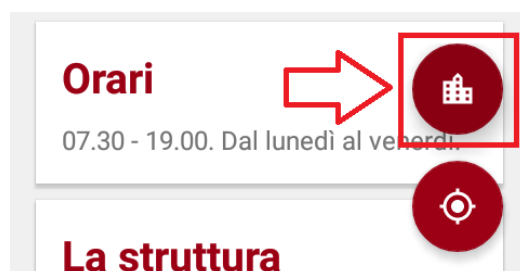 Orari
07.30 - 19.00. Dal lunedì al venerdì.
La struttura